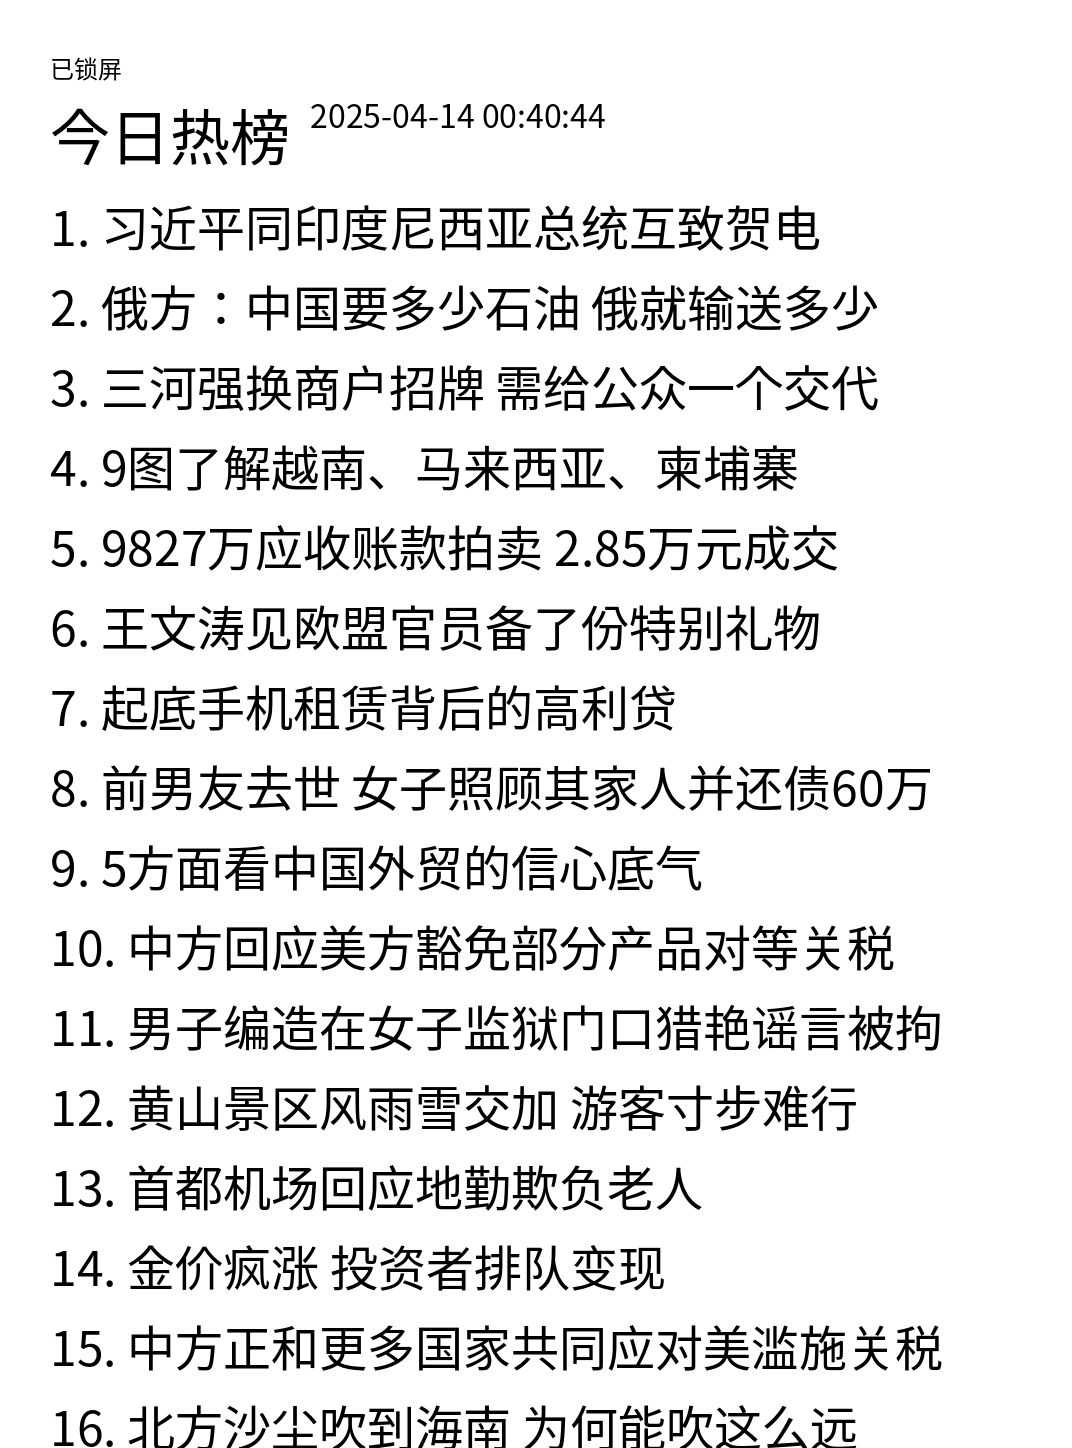 已锁屏
今日热榜 2025-04-14 00:40:44
1. 习近平同印度尼西亚总统互致贺电
2. 俄方：中国要多少石油 俄就输送多少
3. 三河强换商户招牌 需给公众一个交代
4. 9图了解越南、马来西亚、柬埔寨
5. 9827万应收账款拍卖 2.85万元成交
6. 王文涛见欧盟官员备了份特别礼物
7. 起底手机租赁背后的高利贷
8. 前男友去世 女子照顾其家人并还债60万
9. 5方面看中国外贸的信心底气
10. 中方回应美方豁免部分产品对等关税
11. 男子编造在女子监狱门口猎艳谣言被拘
12. 黄山景区风雨雪交加 游客寸步难行
13. 首都机场回应地勤欺负老人
14. 金价疯涨 投资者排队变现
15. 中方正和更多国家共同应对美滥施关税
16. 北方沙尘吹到海南 为何能吹这么远